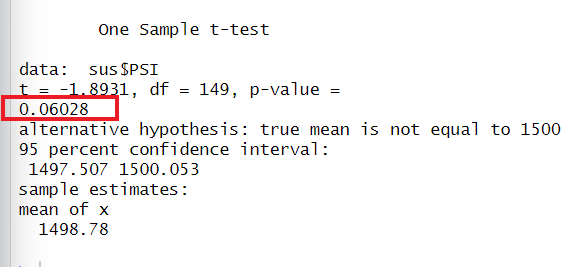 One Sample t-test
data:  sus$PSI
t = -1.8931, df = 149, p-value =
0.06028
alternative hypothesis: true mean is not equal to 1500
95 percent confidence interval:
1497.507 1500.053
sample estimates:
mean of x
1498.78